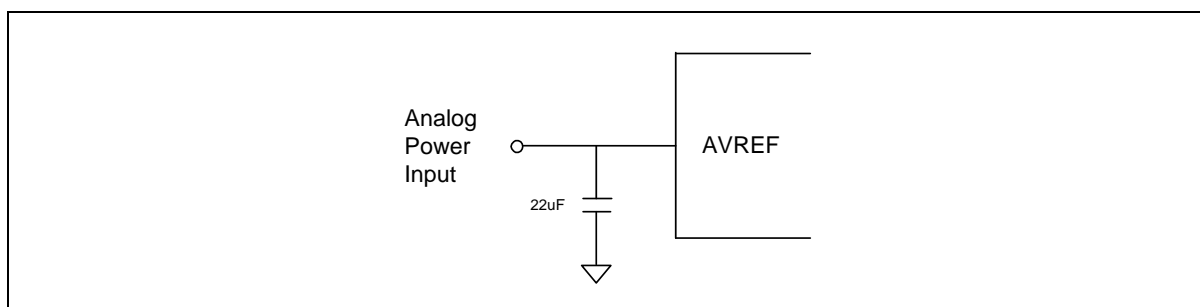 Analog
Power
Input
AVREF
22uF